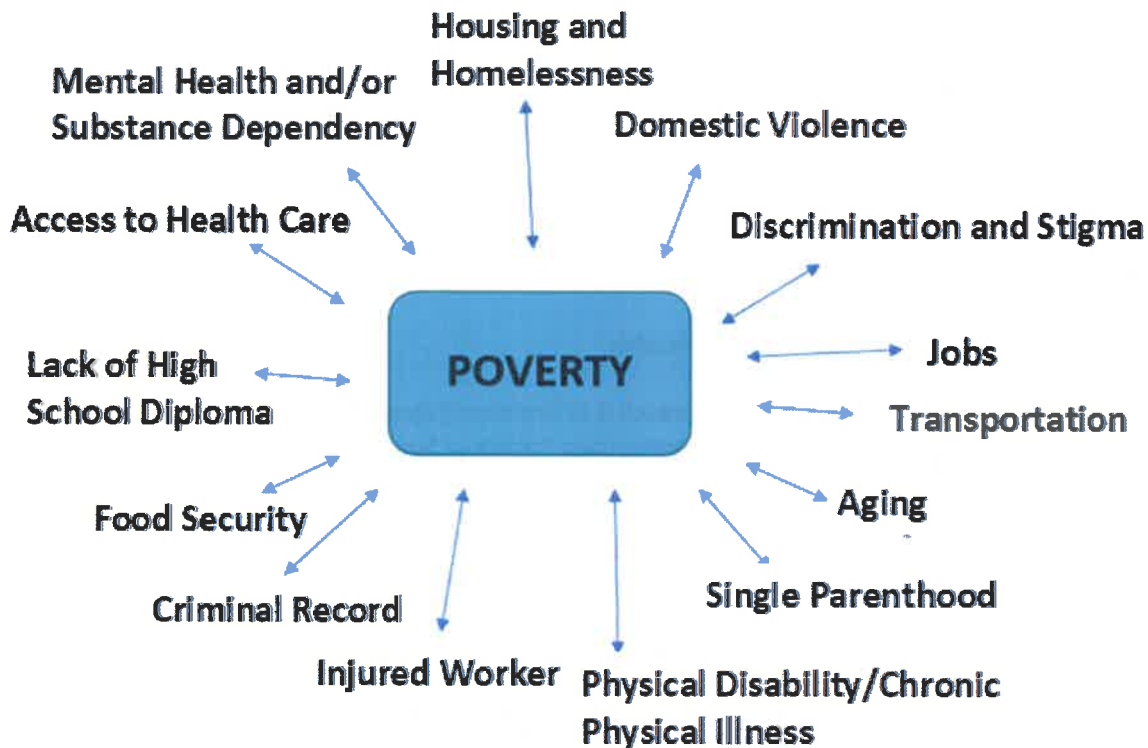 Housing and
Homelessness
Mental Health and/or
Substance Dependency
Domestic Violence
Access to Health Care
Discrimination and Stigma
Lack of High
School Diploma
POVERTY
Jobs
Transportation
Food Security
Aging
Criminal Record
Single Parenthood
Injured Worker
Physical Disability/Chronic
Physical Illness